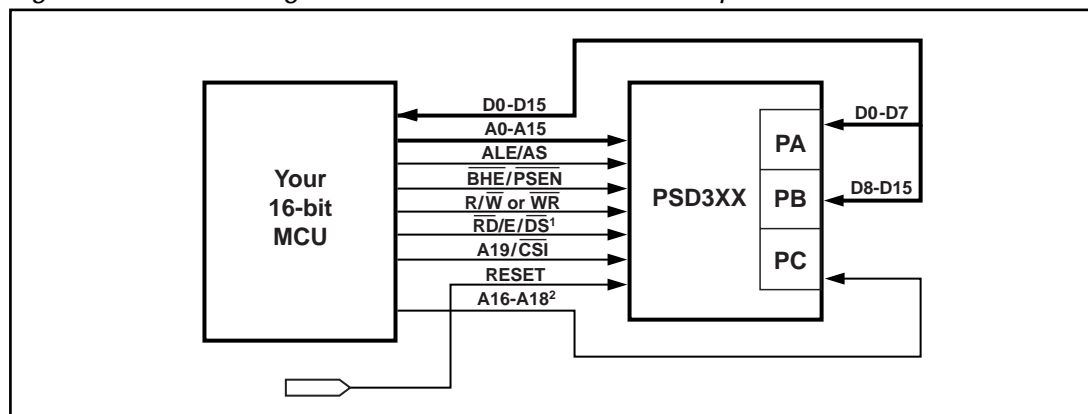 D0-D15
A0-A15
ALE/AS
BHE/PSEN
R/W or WR
RD/E/DS1
A19/CSI
RESET
A16-A182
Your
16-bit
MCU
PSD3XX
PA
PB
PC
D0-D7
D8-D15